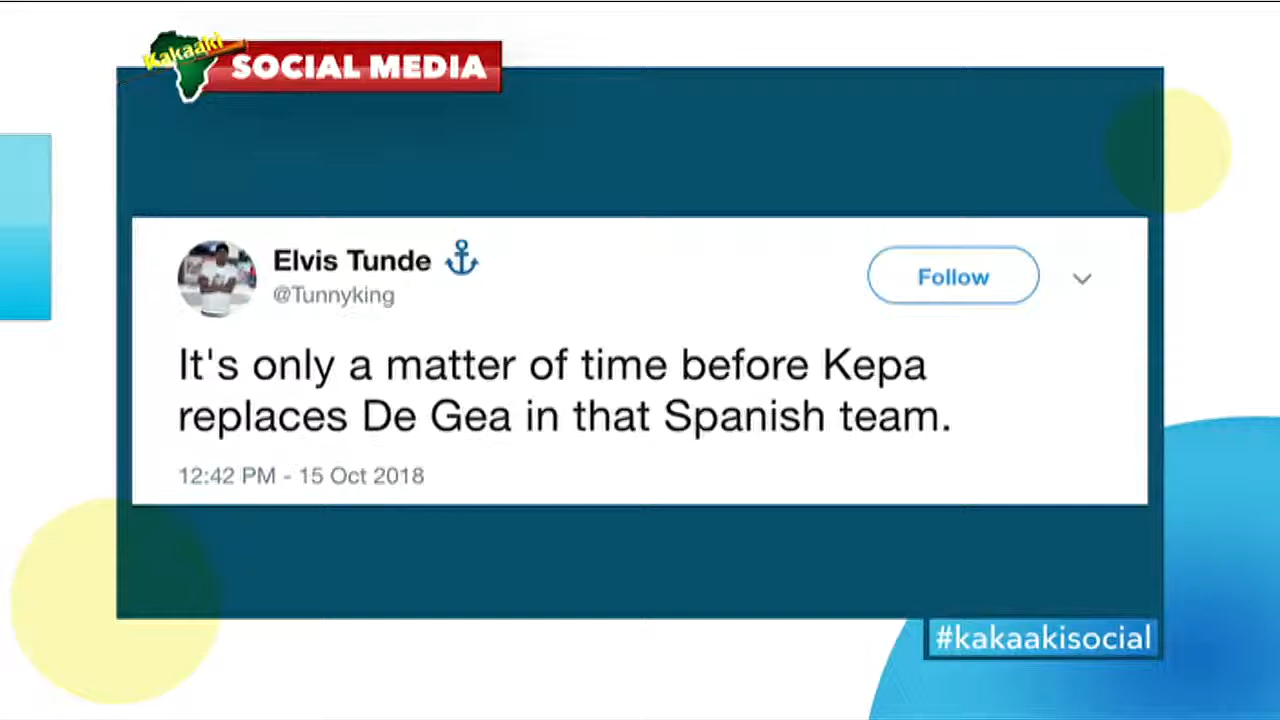 Kakaaki
SOCIAL MEDIA
Elvis Tunde
@Tunnyking
Follow
It's only a matter of time before Kepa
replaces De Gea in that Spanish team.
12:42 PM - 15 Oct 2018
#kakaakisocial